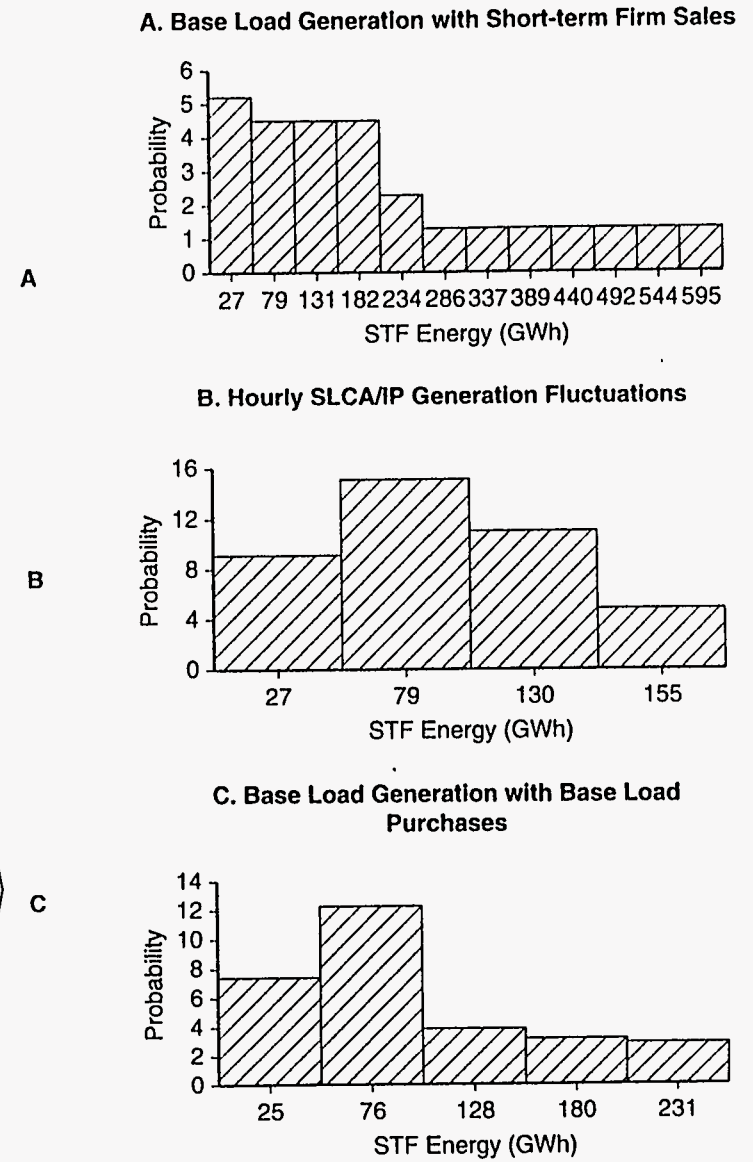 A. Base Load Generation with Short-term Firm Sales
6
5
4
3
2
1
0
Probability
27 79 131 182 234 286 337 389 440 492 544 595
STF Energy (GWh)
A
B. Hourly SLCA/IP Generation Fluctuations
16
12
8
4
0
Probability
27 79 130 155
STF Energy (GWh)
B
C. Base Load Generation with Base Load
Purchases
14
12
10
8
6
4
2
0
Probability
25 76 128 180 231
STF Energy (GWh)
C